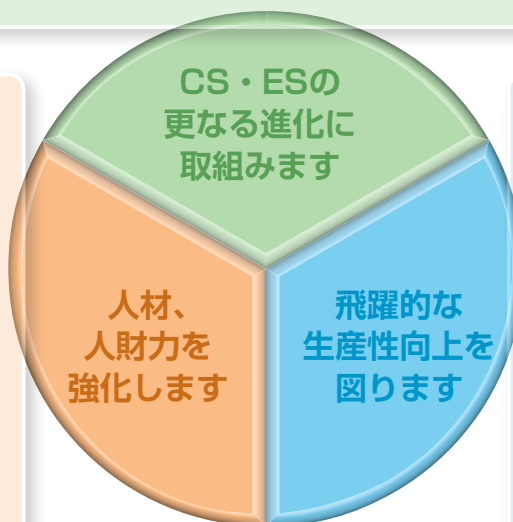 CS・ESの
更なる進化に
取組みます
人材、
人財力を
強化します
飛躍的な
生産性向上を
図ります